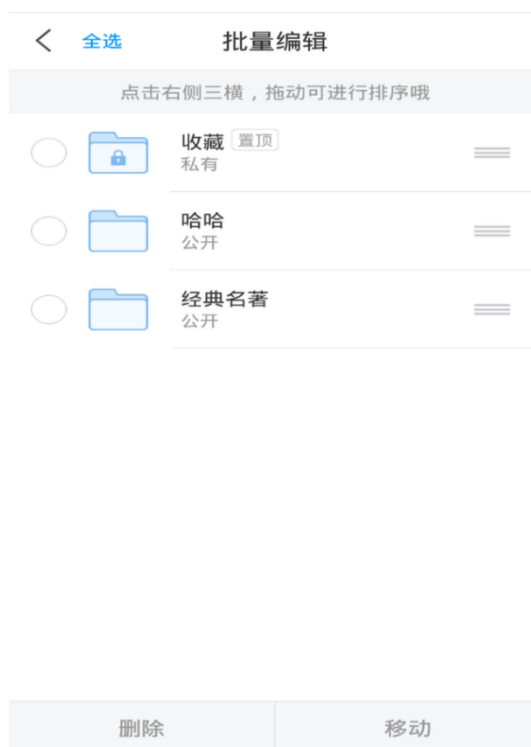 全选 批量编辑
点击右侧三横，拖动可进行排序哦
收藏 置顶
私有
哈哈
公开
经典名著
公开
删除 移动